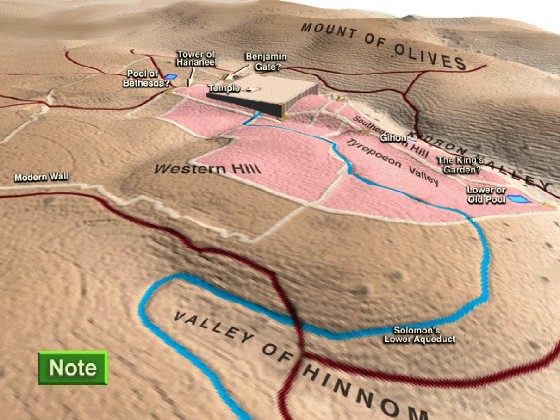 MOUNT OF OLIVES
Tower of
Hananeel
Benjamin
Gate?
Pool of
Bethesda?
Temple
Southeastern Hill
Gihon
KIDRON VALLEY
Tyropoeon Valley
The King's
Garden?
Western Hill
Modern Wall
Lower or
Old Pool
Solomon's
Lower Aqueduct
VALLEY OF HINNOM
Note